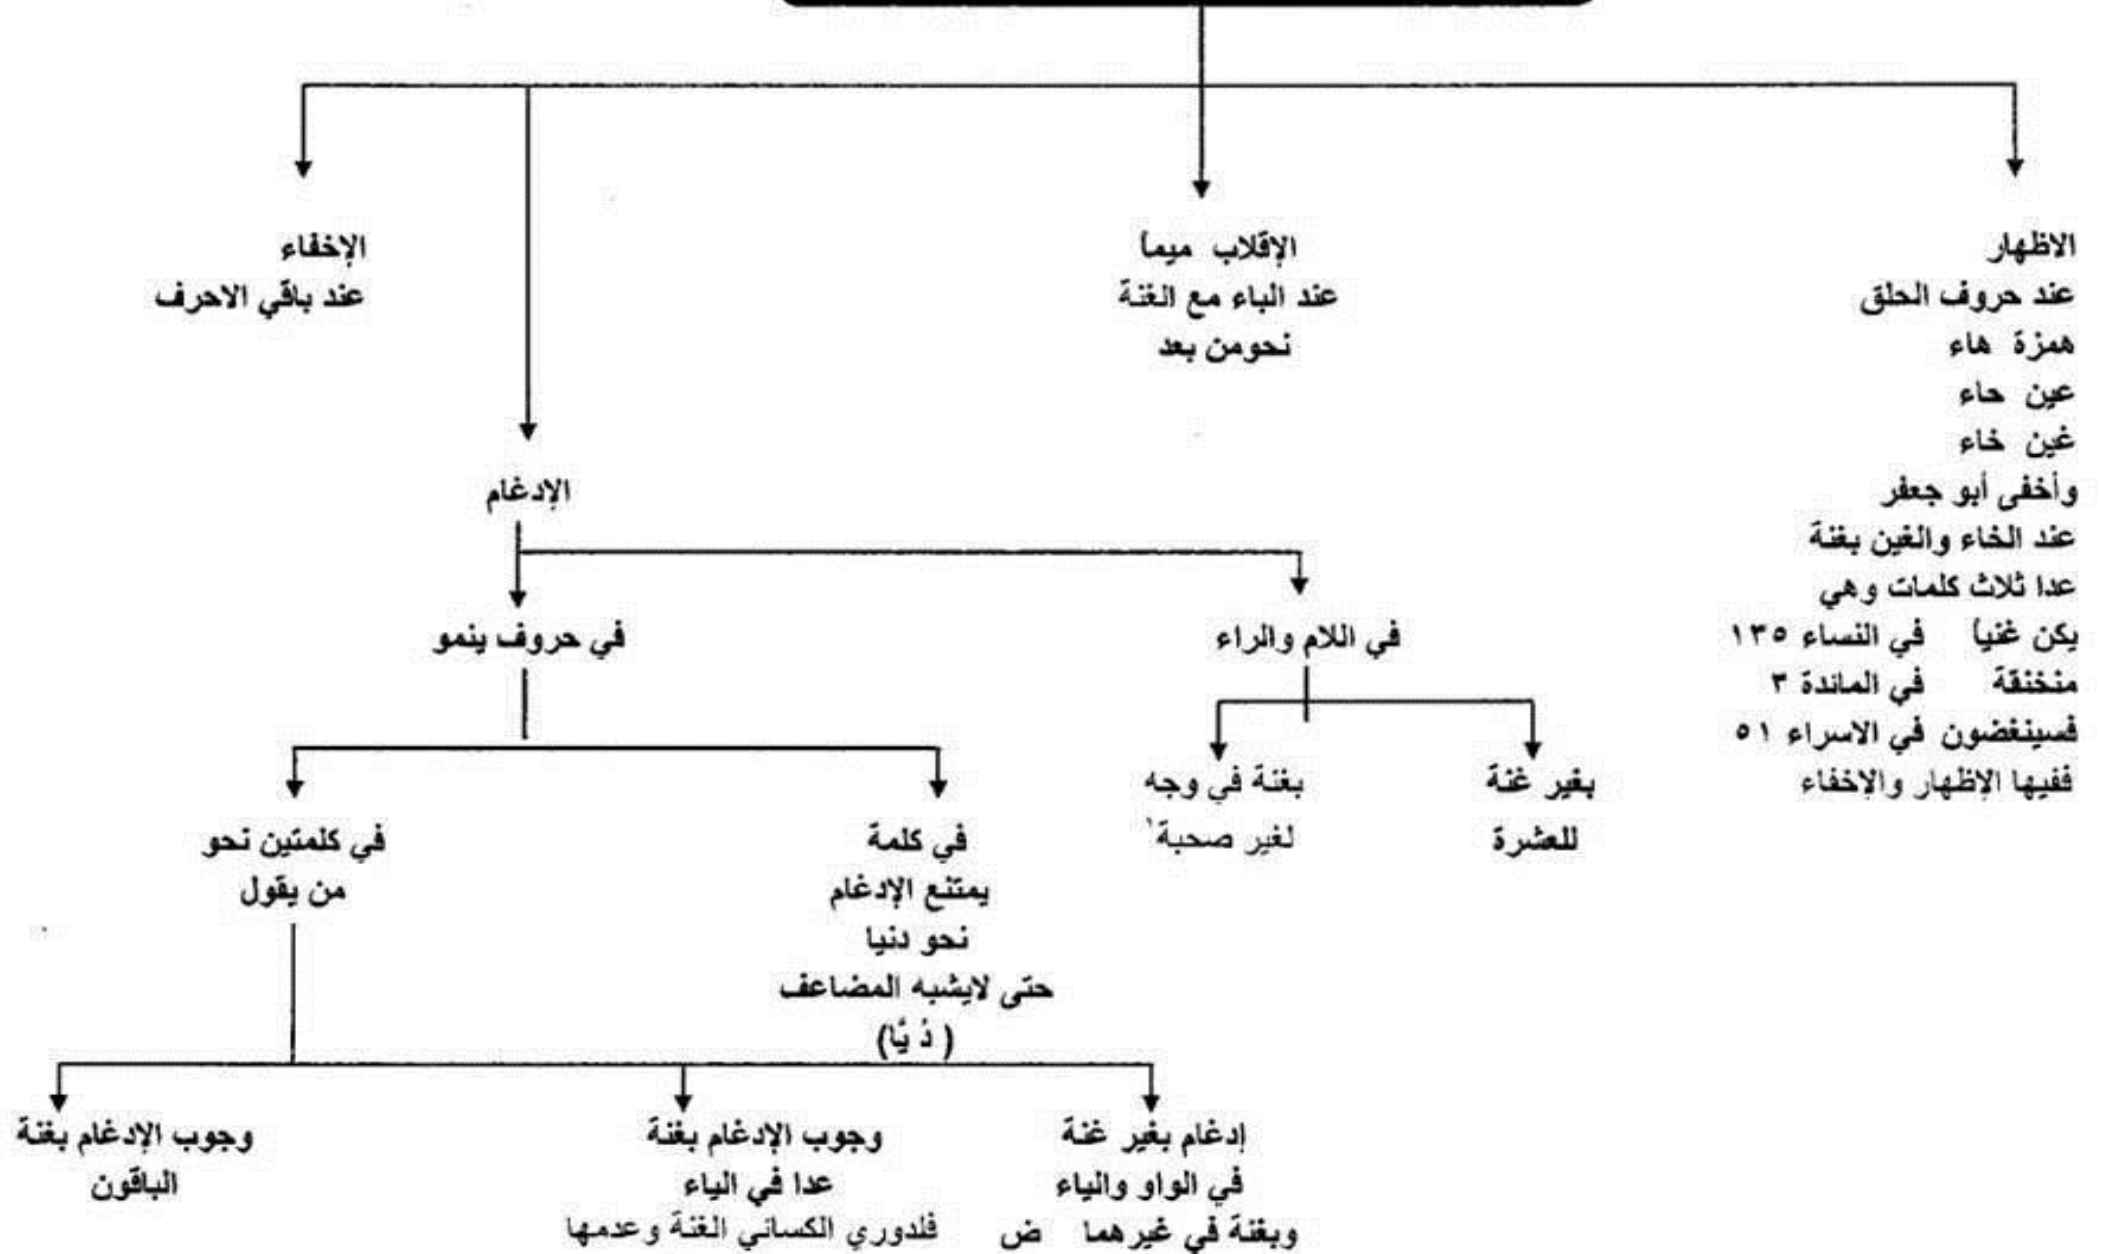 الاظهار
عند حروف الحلق
همزة هاء
عين حاء
غين خاء
وأخفى أبو جعفر
عند الخاء والغين بغنة
عدا ثلاث كلمات وهي
يكن غنياً في النساء ١٣٥
منخنقة في المائدة ٣
فسينغضون في الاسراء ٥١
ففيها الإظهار والإخفاء
الإقلاب ميماً
عند الباء مع الغنة
نحومن بعد
الإخفاء
عند باقي الاحرف
الإدغام
في اللام والراء
في حروف ينمو
بغير غنة
للعشرة
بغنة في وجه
لغير صحبة١
في كلمة
يمتنع الإدغام
نحو دنيا
حتى لايشبه المضاعف
( دُ يَّا)
في كلمتين نحو
من يقول
إدغام بغير غنة
في الواو والياء
وبغنة في غيرهما ض
وجوب الإدغام بغنة
عدا في الياء
فلدوري الكسائي الغنة وعدمها
وجوب الإدغام بغنة
الباقون